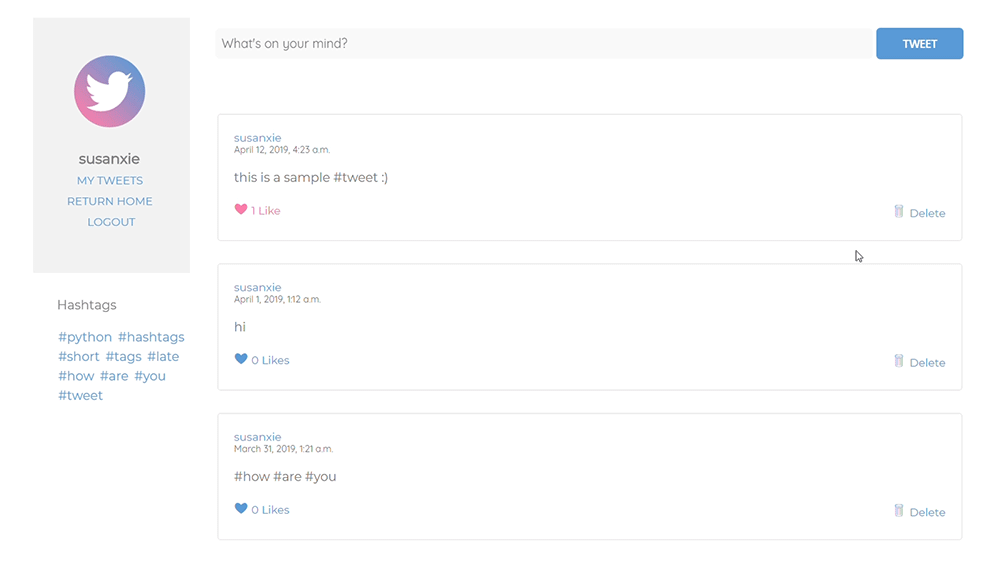 What's on your mind?
TWEET
susanxie
MY TWEETS
RETURN HOME
LOGOUT
Hashtags
#python #hashtags
#short #tags #late
#how #are #you
#tweet
susanxie
April 12, 2019, 4:23 a.m.
this is a sample #tweet :)
1 Like
Delete
susanxie
April 1, 2019, 1:12 a.m.
hi
0 Likes
Delete
susanxie
March 31, 2019, 1:21 a.m.
#how #are #you
0 Likes
Delete